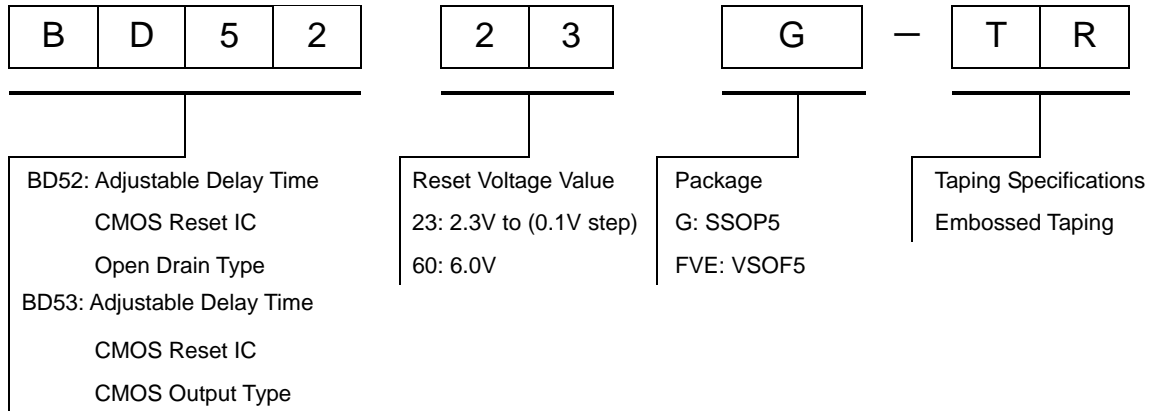 B D 5 2 2 3 G – T R
BD52: Adjustable Delay Time
CMOS Reset IC
Open Drain Type
BD53: Adjustable Delay Time
CMOS Reset IC
CMOS Output Type
Reset Voltage Value
23: 2.3V to (0.1V step)
60: 6.0V
Package
G: SSOP5
FVE: VSOF5
Taping Specifications
Embossed Taping